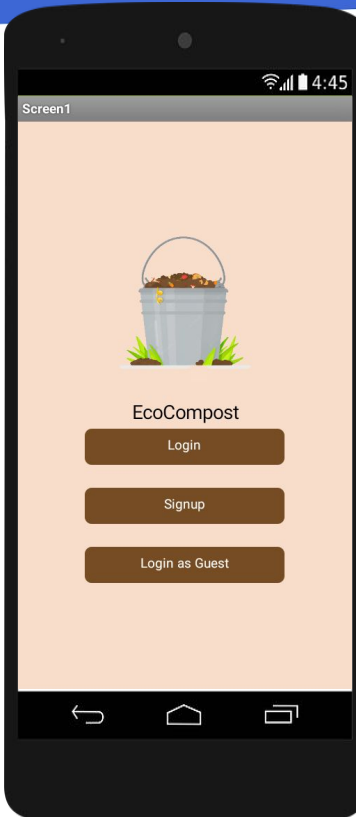 4:45
Screen1
EcoCompost
Login
Signup
Login as Guest